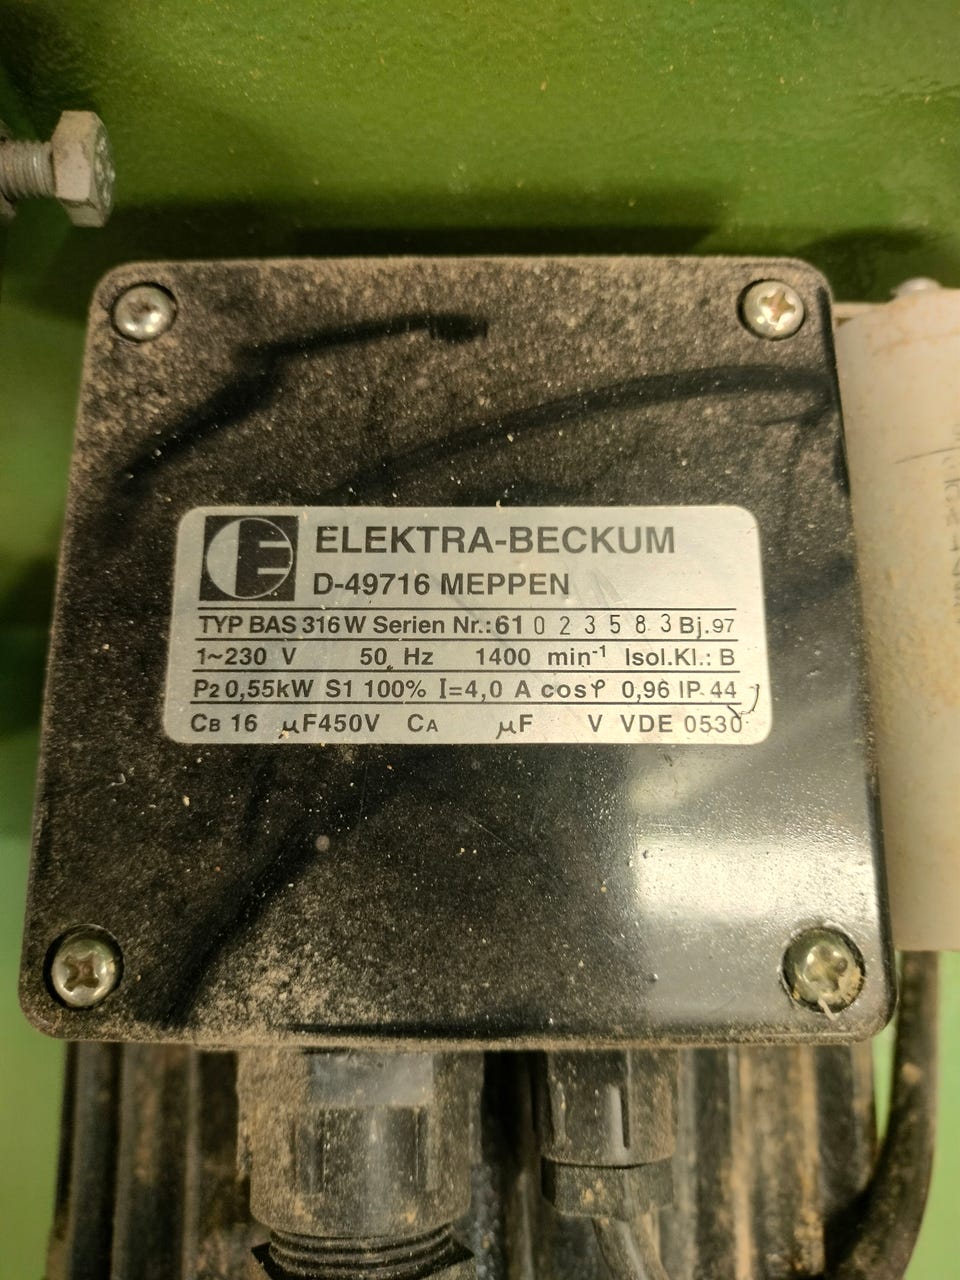 ELEKTRA-BECKUM
D-49716 MEPPEN
TYP BAS 316 W Serien Nr.: 61 0 2 3 5 8 3 Bj. 97
1~230 V 50 Hz 1400 min⁻¹ Isol.Kl.: B
P2 0,55kW S1 100% I=4,0 A cosφ 0,96 IP 44
CB 16 µF450V CA µF V VDE 0530